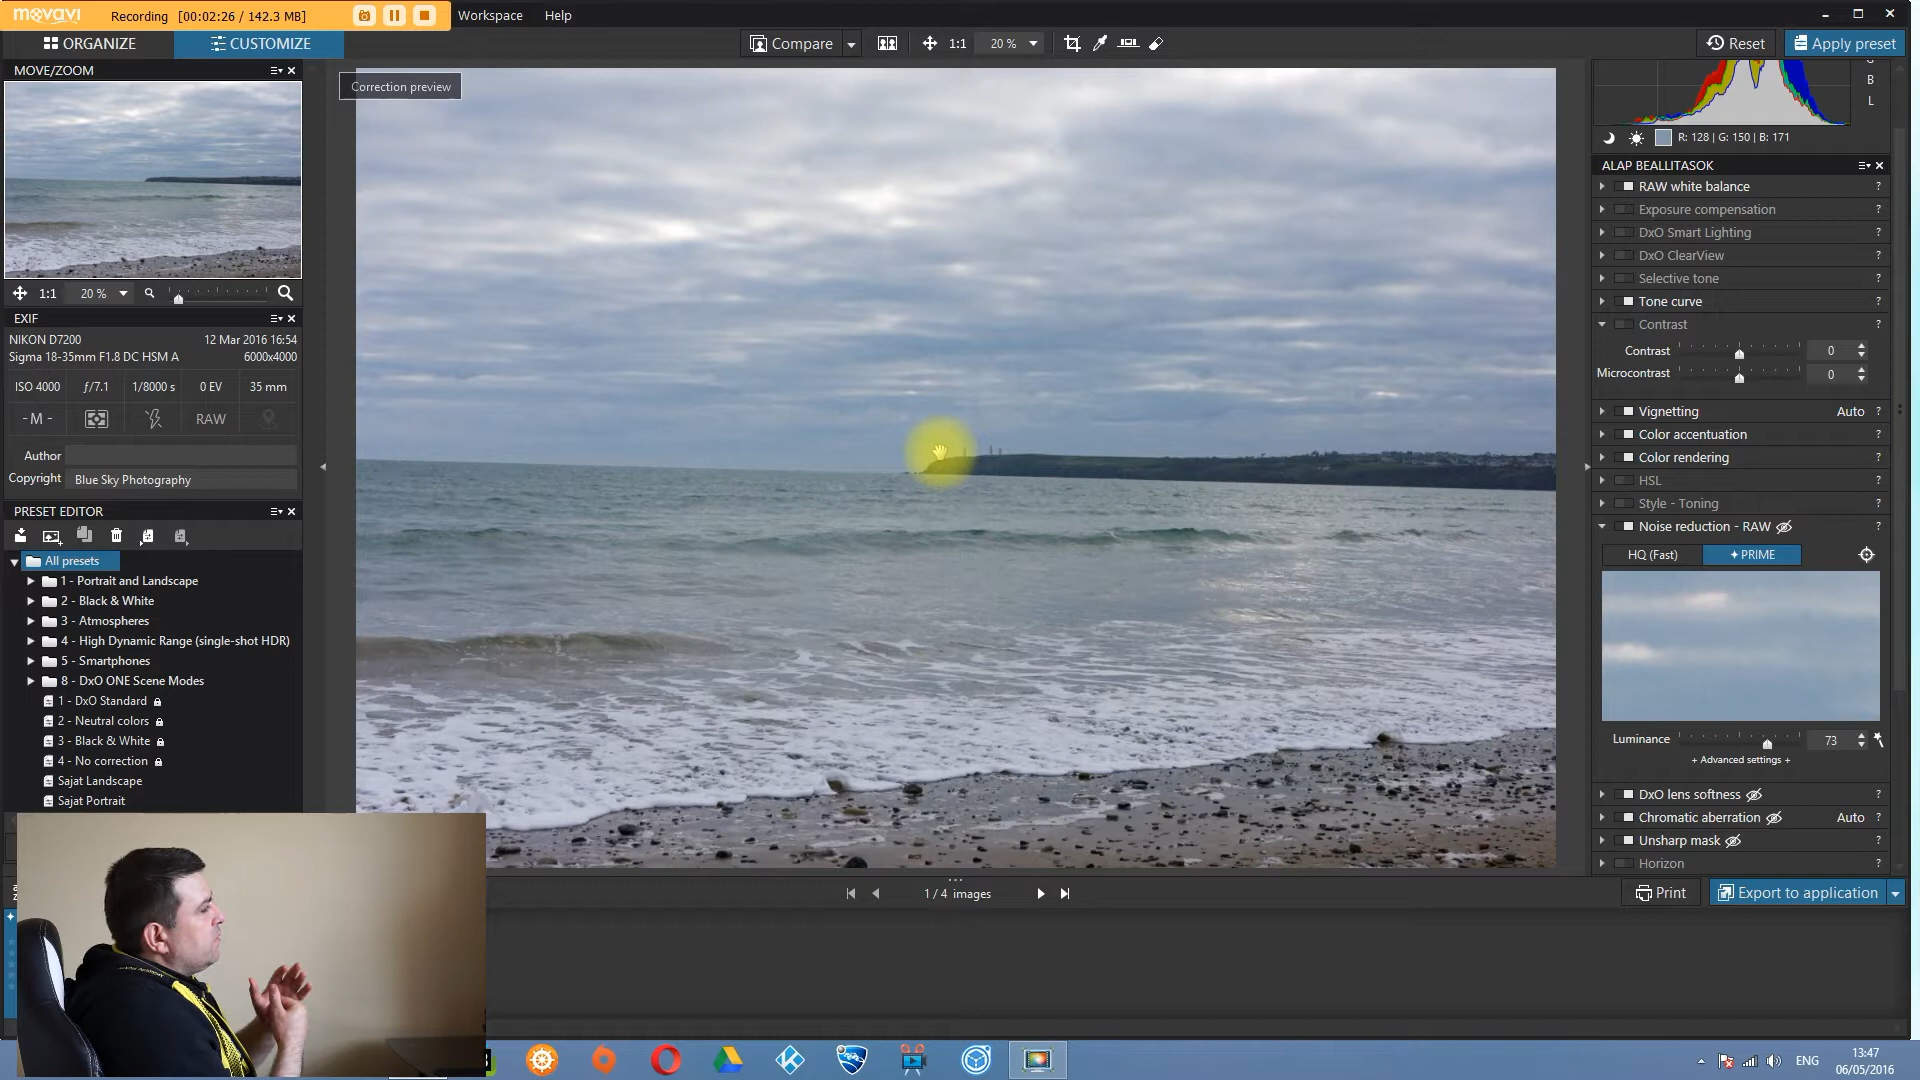 movavi
Recording [00:02:26 / 142.3 MB]
Workspace Help
ORGANIZE CUSTOMIZE
Compare 1:1 20 %
Reset Apply preset
MOVE/ZOOM
1:1 20 %
EXIF
NIKON D7200 12 Mar 2016 16:54
Sigma 18-35mm F1.8 DC HSM A 6000x4000
ISO 4000 ƒ/7.1 1/8000 s 0 EV 35 mm
- M - RAW
Author
Copyright Blue Sky Photography
PRESET EDITOR
All presets
1 - Portrait and Landscape
2 - Black & White
3 - Atmospheres
4 - High Dynamic Range (single-shot HDR)
5 - Smartphones
8 - DxO ONE Scene Modes
1 - DxO Standard
2 - Neutral colors
3 - Black & White
4 - No correction
Sajat Landscape
Sajat Portrait
Correction preview
1 / 4 images
B
L
R: 128 | G: 150 | B: 171
ALAP BEALLITASOK
RAW white balance ?
Exposure compensation ?
DxO Smart Lighting ?
DxO ClearView ?
Selective tone ?
Tone curve ?
Contrast ?
Contrast 0
Microcontrast 0
Vignetting Auto ?
Color accentuation ?
Color rendering ?
HSL ?
Style - Toning ?
Noise reduction - RAW ?
HQ (Fast) PRIME
Luminance 73
+ Advanced settings +
DxO lens softness ?
Chromatic aberration Auto ?
Unsharp mask ?
Horizon ?
Print Export to application
ENG
13:47
06/05/2016